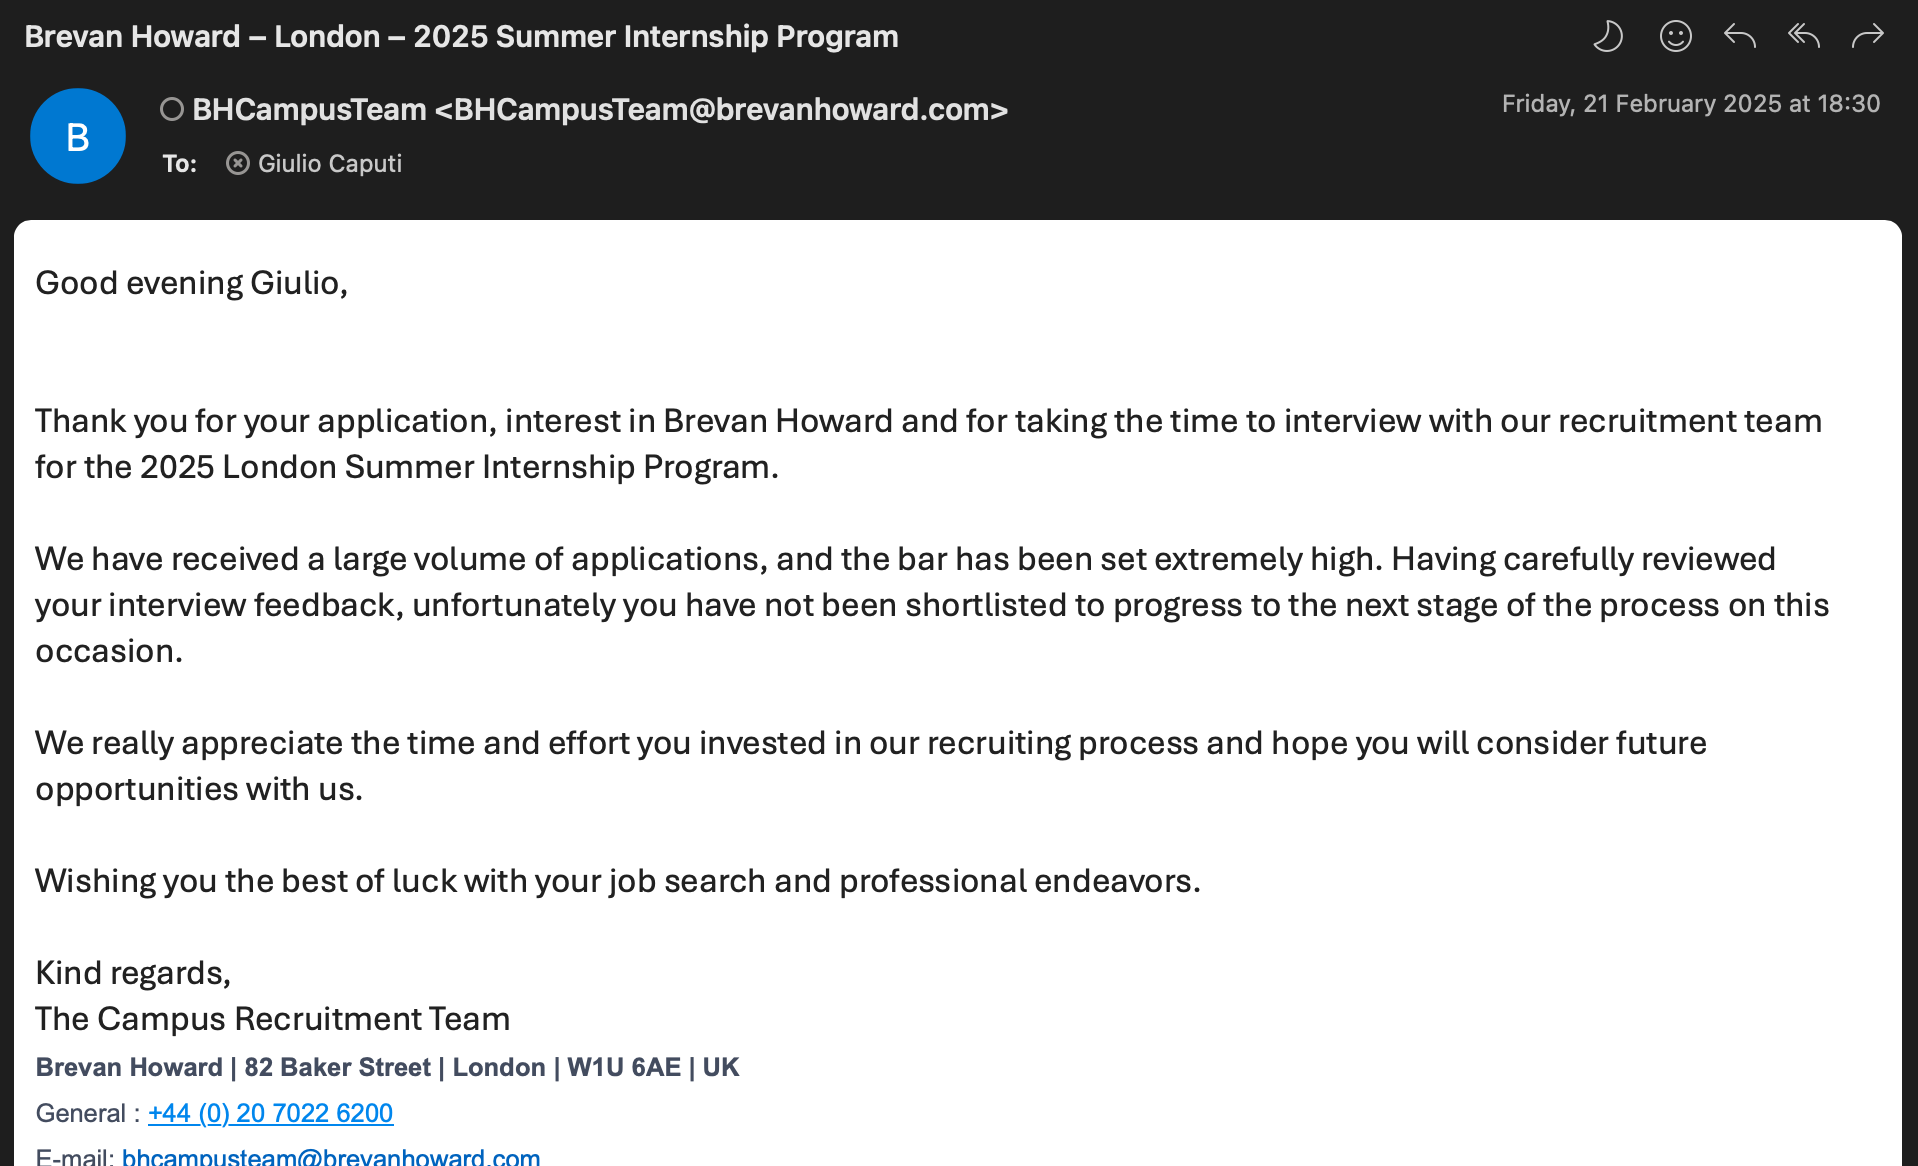 Brevan Howard – London – 2025 Summer Internship Program
B
BHCampusTeam <BHCampusTeam@brevanhoward.com>
Friday, 21 February 2025 at 18:30
To: Giulio Caputi
Good evening Giulio,
Thank you for your application, interest in Brevan Howard and for taking the time to interview with our recruitment team
for the 2025 London Summer Internship Program.
We have received a large volume of applications, and the bar has been set extremely high. Having carefully reviewed
your interview feedback, unfortunately you have not been shortlisted to progress to the next stage of the process on this
occasion.
We really appreciate the time and effort you invested in our recruiting process and hope you will consider future
opportunities with us.
Wishing you the best of luck with your job search and professional endeavors.
Kind regards,
The Campus Recruitment Team
Brevan Howard | 82 Baker Street | London | W1U 6AE | UK
General : +44 (0) 20 7022 6200
E-mail: bhcampusteam@brevanhoward.com